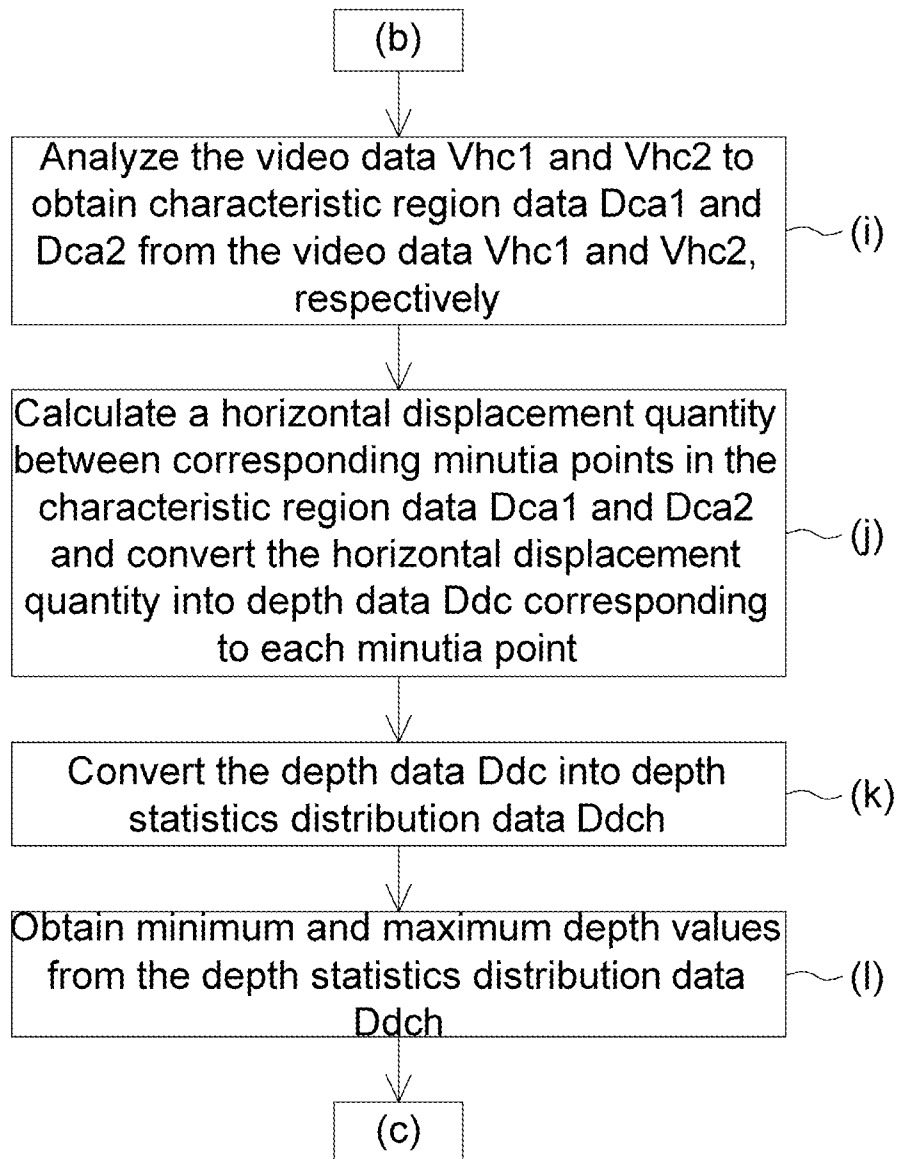 (b)
Analyze the video data Vhc1 and Vhc2 to
obtain characteristic region data Dca1 and
Dca2 from the video data Vhc1 and Vhc2,
respectively
(i)
Calculate a horizontal displacement quantity
between corresponding minutia points in the
characteristic region data Dca1 and Dca2
and convert the horizontal displacement
quantity into depth data Ddc corresponding
to each minutia point
(j)
Convert the depth data Ddc into depth
statistics distribution data Ddch
(k)
Obtain minimum and maximum depth values
from the depth statistics distribution data
Ddch
(l)
(c)